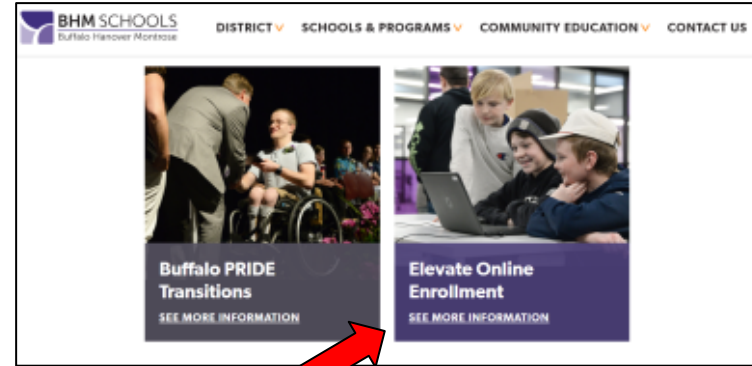 BHM SCHOOLS
Buffalo Hanover Montrose
DISTRICT SCHOOLS & PROGRAMS COMMUNITY EDUCATION CONTACT US
Buffalo PRIDE
Transitions
SEE MORE INFORMATION
Elevate Online
Enrollment
SEE MORE INFORMATION